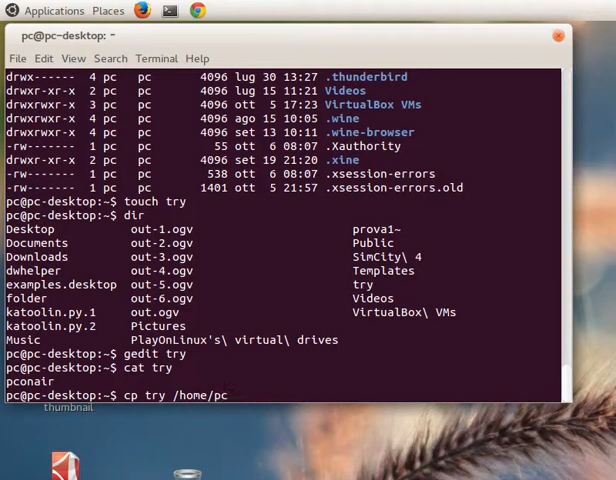 Applications Places
pc@pc-desktop: ~
File Edit View Search Terminal Help
drwx------ 4 pc pc 4096 lug 30 13:27 .thunderbird
drwxr-xr-x 2 pc pc 4096 lug 15 11:21 Videos
drwxrwxr-x 3 pc pc 4096 ott 5 17:23 VirtualBox VMs
drwxrwxr-x 4 pc pc 4096 ago 15 10:05 .wine
drwxrwxr-x 4 pc pc 4096 set 13 10:11 .wine-browser
-rw------- 1 pc pc 55 ott 6 08:07 .Xauthority
drwxrwxr-x 2 pc pc 4096 set 19 21:20 .xine
-rw------- 1 pc pc 538 ott 6 08:07 .xsession-errors
-rw------- 1 pc pc 1401 ott 5 21:57 .xsession-errors.old
pc@pc-desktop:~$ touch try
pc@pc-desktop:~$ dir
Desktop out-1.ogv prova1~
Documents out-2.ogv Public
Downloads out-3.ogv SimCity\ 4
dwhelper out-4.ogv Templates
examples.desktop out-5.ogv try
folder out-6.ogv Videos
katoolin.py.1 out.ogv VirtualBox\ VMs
katoolin.py.2 Pictures
Music PlayOnLinux's\ virtual\ drives
pc@pc-desktop:~$ gedit try
pc@pc-desktop:~$ cat try
pconair
pc@pc-desktop:~$ cp try /home/pc
thumbnail